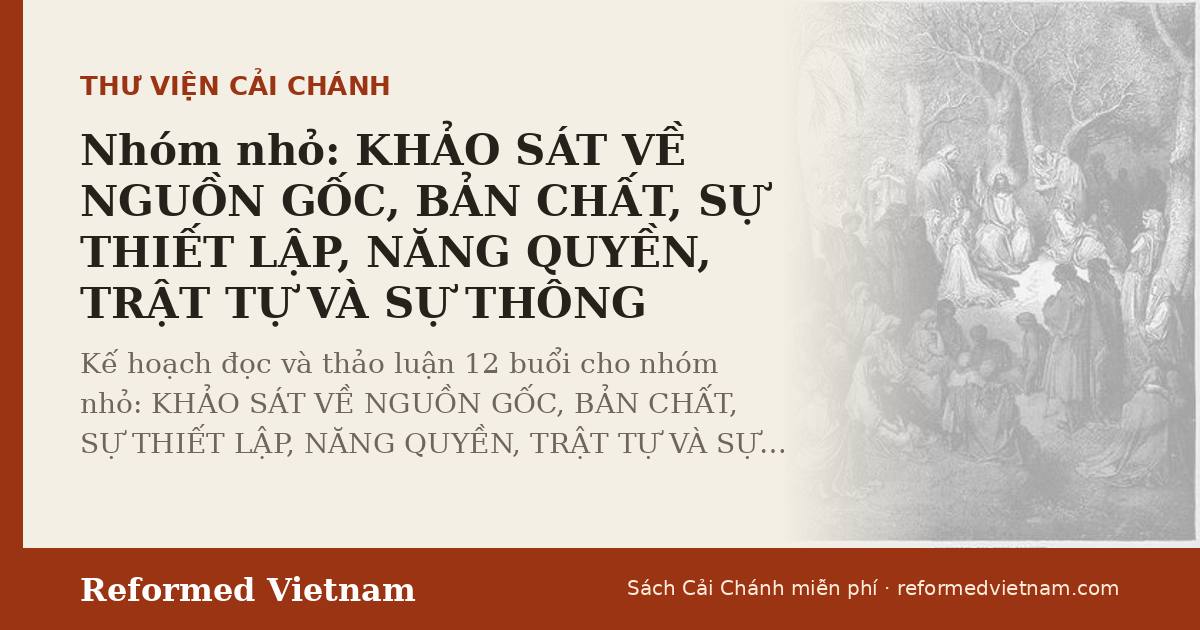 THƯ VIỆN CẢI CHÁNH
Nhóm nhỏ: KHẢO SÁT VỀ
NGUỒN GỐC, BẢN CHẤT, SỰ
THIẾT LẬP, NĂNG QUYỀN,
TRẬT TỰ VÀ SỰ THÔNG
Kế hoạch đọc và thảo luận 12 buổi cho nhóm
nhỏ: KHẢO SÁT VỀ NGUỒN GỐC, BẢN CHẤT,
SỰ THIẾT LẬP, NĂNG QUYỀN, TRẬT TỰ VÀ SỰ...
Reformed Vietnam
Sách Cải Chánh miễn phí · reformedvietnam.com